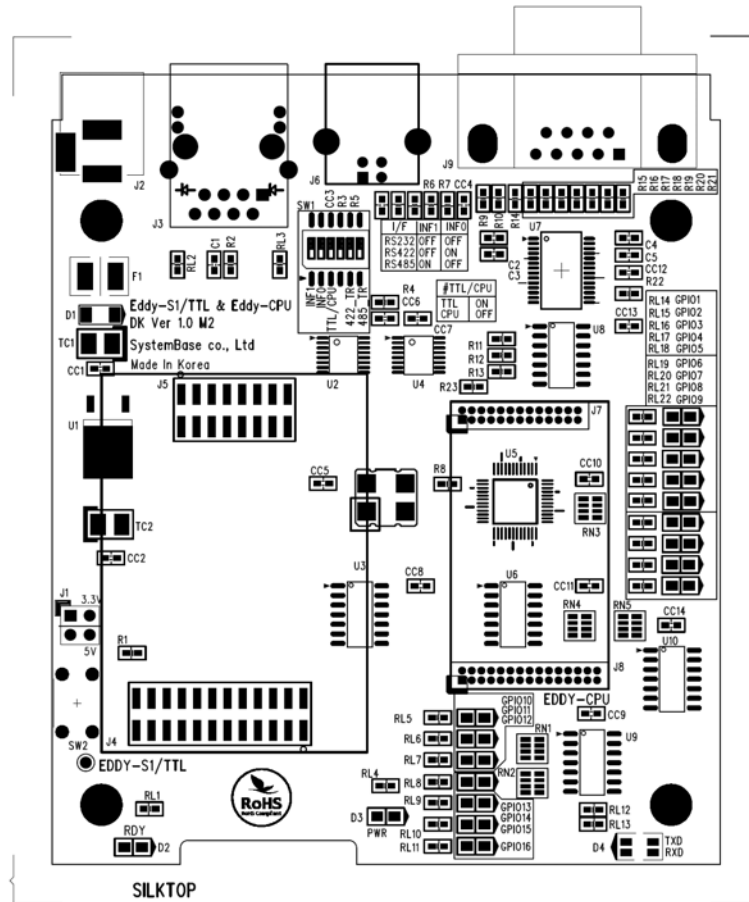 J2
J3
J6
J9
SW1
CC3
R3
R5
R6 R7 CC4
R9
R10
R14
R15
R16
R17
R18
R19
R20
R21
U7
RL2
C1
R2
RL3
I/F INF1 INF0
RS232 OFF OFF
RS422 OFF ON
RS485 ON OFF
C2
C3
C4
C5
CC12
R22
F1
INF1
INF0
TTL/CPU
422-TR
485-TR
R4
CC6
#TTL/CPU
TTL ON
CPU OFF
D1
Eddy-S1/TTL & Eddy-CPU
DK Ver 1.0 M2
TC1
SystemBase co., Ltd
Made In Korea
CC1
CC7
U2
U4
R11
R12
R13
R23
U8
CC13
RL14 GPIO1
RL15 GPIO2
RL16 GPIO3
RL17 GPIO4
RL18 GPIO5
RL19 GPIO6
RL20 GPIO7
RL21 GPIO8
RL22 GPIO9
J5
J7
U1
U5
CC5
R8
CC10
RN3
TC2
CC2
U3
CC8
U6
CC11
RN4
RN5
CC14
J1
3.3V
5V
R1
U10
J8
EDDY-CPU
SW2
J4
EDDY-S1/TTL
GPIO10
GPIO11
GPIO12
RL5
RL6
RL7
RL8
RL9
RL10
RL11
RN1
RN2
CC9
U9
RL4
GPIO13
GPIO14
GPIO15
GPIO16
RoHS
RL1
RDY
D2
D3
PWR
RL12
RL13
D4
TXD
RXD
SILKTOP